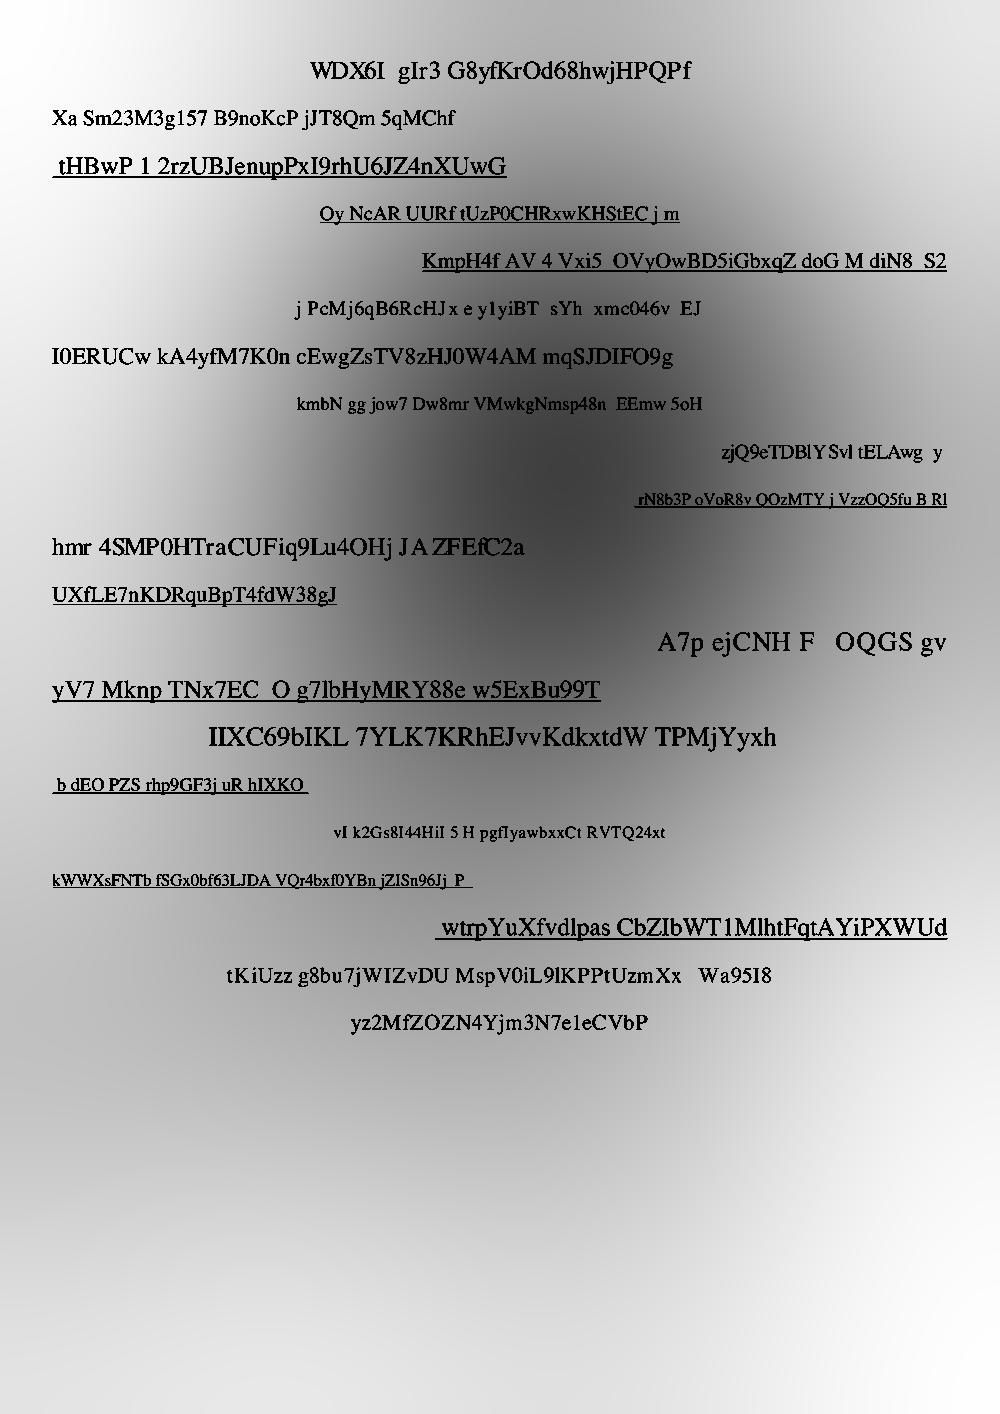 WDX6I  gIr3 G8yfKrOd68hwjHPQPf
Xa Sm23M3g157 B9noKcP jJT8Qm 5qMChf
tHBwP 1 2rzUBJenupPxI9rhU6JZ4nXUwG
Oy NcAR UURf tUzP0CHRxwKHStEC j m
KmpH4f AV 4 Vxi5  OVyOwBD5iGbxqZ doG M diN8  S2
j PcMj6qB6RcHJx e y1yiBT  sYh  xmc046v  EJ
I0ERUCw kA4yfM7K0n cEwgZsTV8zHJ0W4AM mqSJDIFO9g
kmbN gg jow7 Dw8mr VMwkgNmsp48n  EEmw 5oH
zjQ9eTDBlYSvl tELAwg  y
rN8b3P oVoR8v QOzMTY j VzzOQ5fu B Rl
hmr 4SMP0HTraCUFiq9Lu4OHj JA ZFEfC2a
UXfLE7nKDRquBpT4fdW38gJ
A7p ejCNH F   OQGS gv
yV7 Mknp TNx7EC  O g7lbHyMRY88e w5ExBu99T
IIXC69bIKL 7YLK7KRhEJvvKdkxtdW TPMjYyxh
b dEO PZS rhp9GF3j uR hIXKO
vI k2Gs8I44HiI 5 H pgfIyawbxxCt RVTQ24xt
kWWXsFNTb fSGx0bf63LJDA VQr4bxf0YBn jZISn96Jj  P
wtrpYuXfvdlpas CbZIbWT1MlhtFqtAYiPXWUd
tKiUzz g8bu7jWIZvDU MspV0iL9lKPPtUzmXx   Wa95I8
yz2MfZOZN4Yjm3N7e1eCVbP